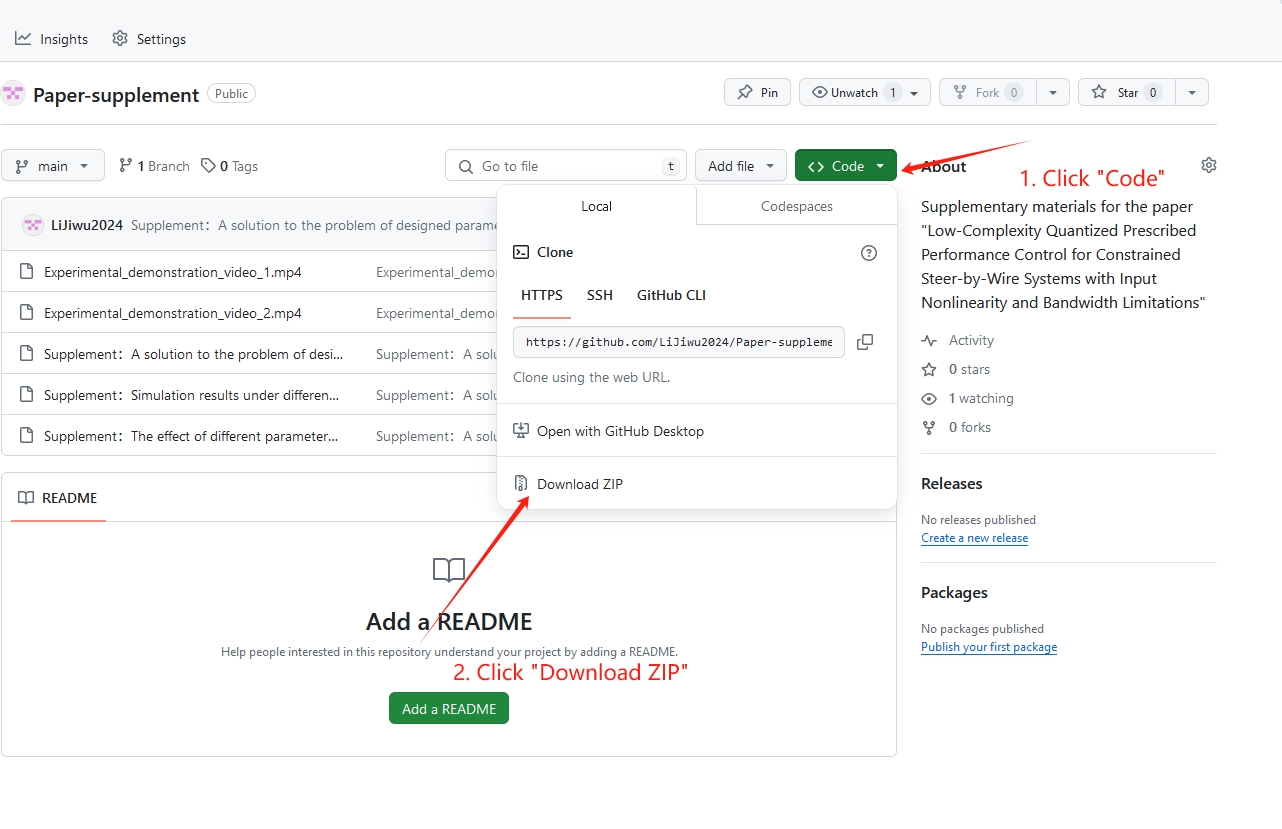 Insights Settings
Paper-supplement Public Pin Unwatch 1 Fork 0 Star 0
main 1 Branch 0 Tags Go to file t Add file <> Code
1. Click "Code"
LiJiwu2024 Supplement：A solution to the problem of designed parame
Experimental_demonstration_video_1.mp4 Experimental_demo
Experimental_demonstration_video_2.mp4 Experimental_demo
Supplement：A solution to the problem of desi... Supplement：A solu
Supplement：Simulation results under differen... Supplement：A solu
Supplement：The effect of different parameter... Supplement：A solu
Local Codespaces
Clone
HTTPS SSH GitHub CLI
https://github.com/LiJiwu2024/Paper-suppleme
Clone using the web URL.
Open with GitHub Desktop
Download ZIP
README
Add a README
Help people interested in this repository understand your project by adding a README.
2. Click "Download ZIP"
Add a README
About
Supplementary materials for the paper
"Low-Complexity Quantized Prescribed
Performance Control for Constrained
Steer-by-Wire Systems with Input
Nonlinearity and Bandwidth Limitations"
Activity
0 stars
1 watching
0 forks
Releases
No releases published
Create a new release
Packages
No packages published
Publish your first package